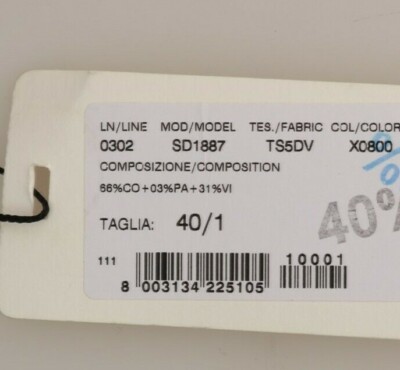 LN/LINE MOD/MODEL TES./FABRIC COL/COLOR
0302 SD1887 TS5DV X0800
COMPOSIZIONE/COMPOSITION
66%CO+03%PA+31%VI
%
40%
TAGLIA: 40/1
111 10001
8 003134 225105